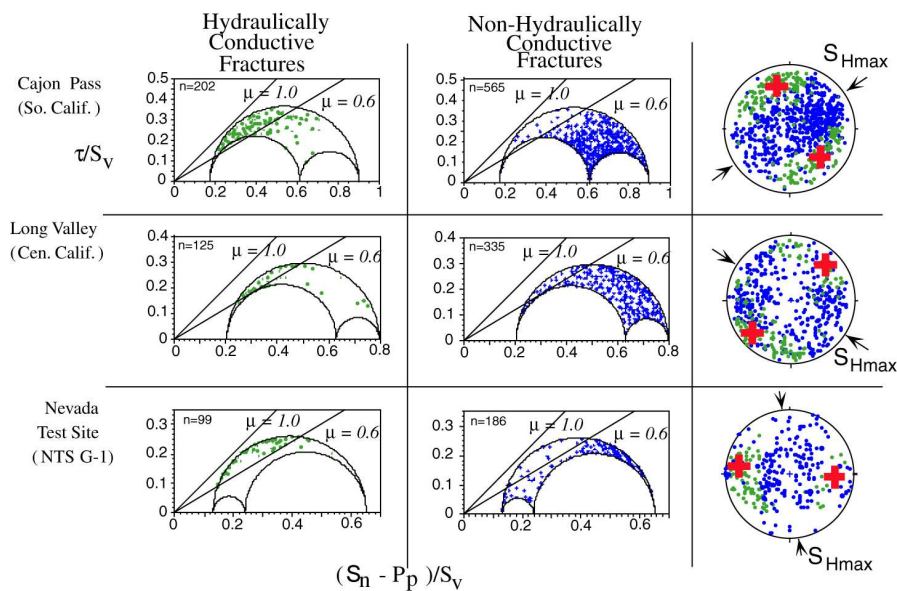 Hydraulically
Conductive
Fractures
Non-Hydraulically
Conductive
Fractures
Cajon Pass
(So. Calif.)
τ/Sv
0.5
0.4
0.3
0.2
0.1
0
n=202
μ = 1.0
μ = 0.6
0 0.2 0.4 0.6 0.8 1
0.5
0.4
0.3
0.2
0.1
0
n=565
μ = 1.0
μ = 0.6
0 0.2 0.4 0.6 0.8 1
SHmax
Long Valley
(Cen. Calif.)
0.4
0.3
0.2
0.1
0
n=125
μ = 1.0
μ = 0.6
0 0.2 0.4 0.6 0.8
0.4
0.3
0.2
0.1
0
n=335
μ = 1.0
μ = 0.6
0 0.2 0.4 0.6 0.8
SHmax
Nevada
Test Site
(NTS G-1)
0.3
0.2
0.1
0
n=99
μ = 1.0
μ = 0.6
0 0.2 0.4 0.6
0.3
0.2
0.1
0
n=186
μ = 1.0
μ = 0.6
0 0.2 0.4 0.6
SHmax
(Sn - Pp)/Sv